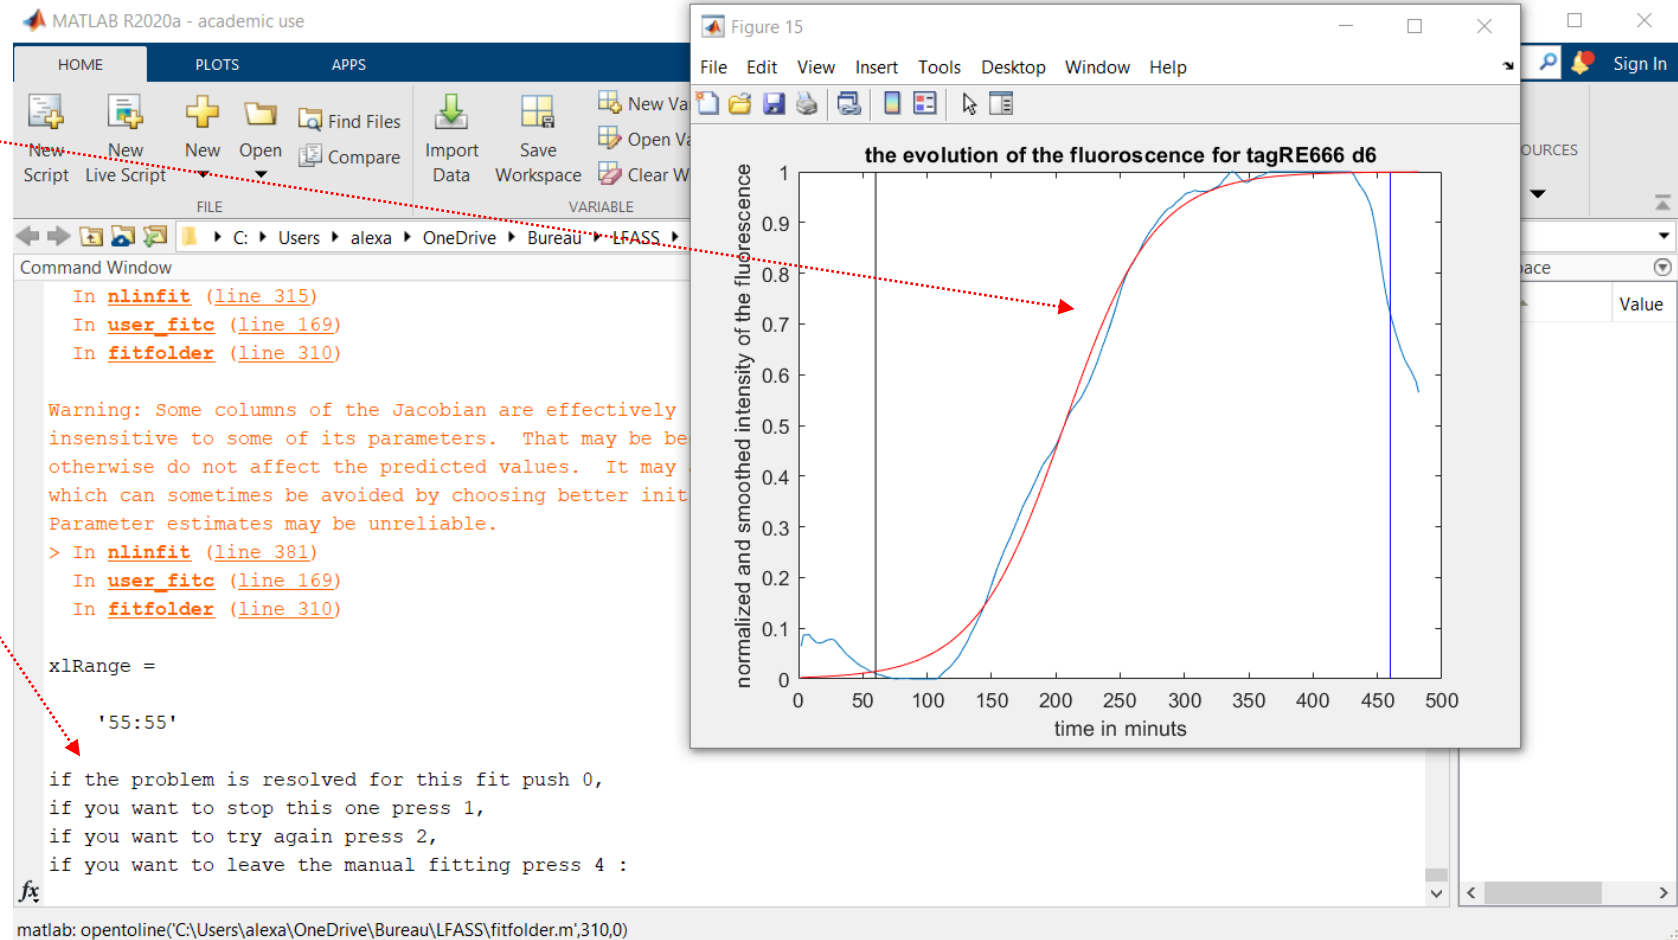 MATLAB R2020a - academic use
HOME PLOTS APPS
Sign In
New Script
New Live Script
New
Open
Find Files
Compare
Import Data
Save Workspace
New Va
Open Va
Clear W
OURCES
FILE
VARIABLE
C: Users alexa OneDrive Bureau LFASS
Command Window
In nlinfit (line 315)
In user_fitc (line 169)
In fitfolder (line 310)
Warning: Some columns of the Jacobian are effectively
insensitive to some of its parameters.  That may be be
otherwise do not affect the predicted values.  It may
which can sometimes be avoided by choosing better init
Parameter estimates may be unreliable.
> In nlinfit (line 381)
In user_fitc (line 169)
In fitfolder (line 310)
xlRange =
'55:55'
if the problem is resolved for this fit push 0,
if you want to stop this one press 1,
if you want to try again press 2,
if you want to leave the manual fitting press 4 :
fx
matlab: opentoline('C:\Users\alexa\OneDrive\Bureau\LFASS\fitfolder.m',310,0)
Figure 15
File Edit View Insert Tools Desktop Window Help
the evolution of the fluoroscence for tagRE666 d6
normalized and smoothed intensity of the fluorescence
1
0.9
0.8
0.7
0.6
0.5
0.4
0.3
0.2
0.1
0
0 50 100 150 200 250 300 350 400 450 500
time in minuts
ace
Value